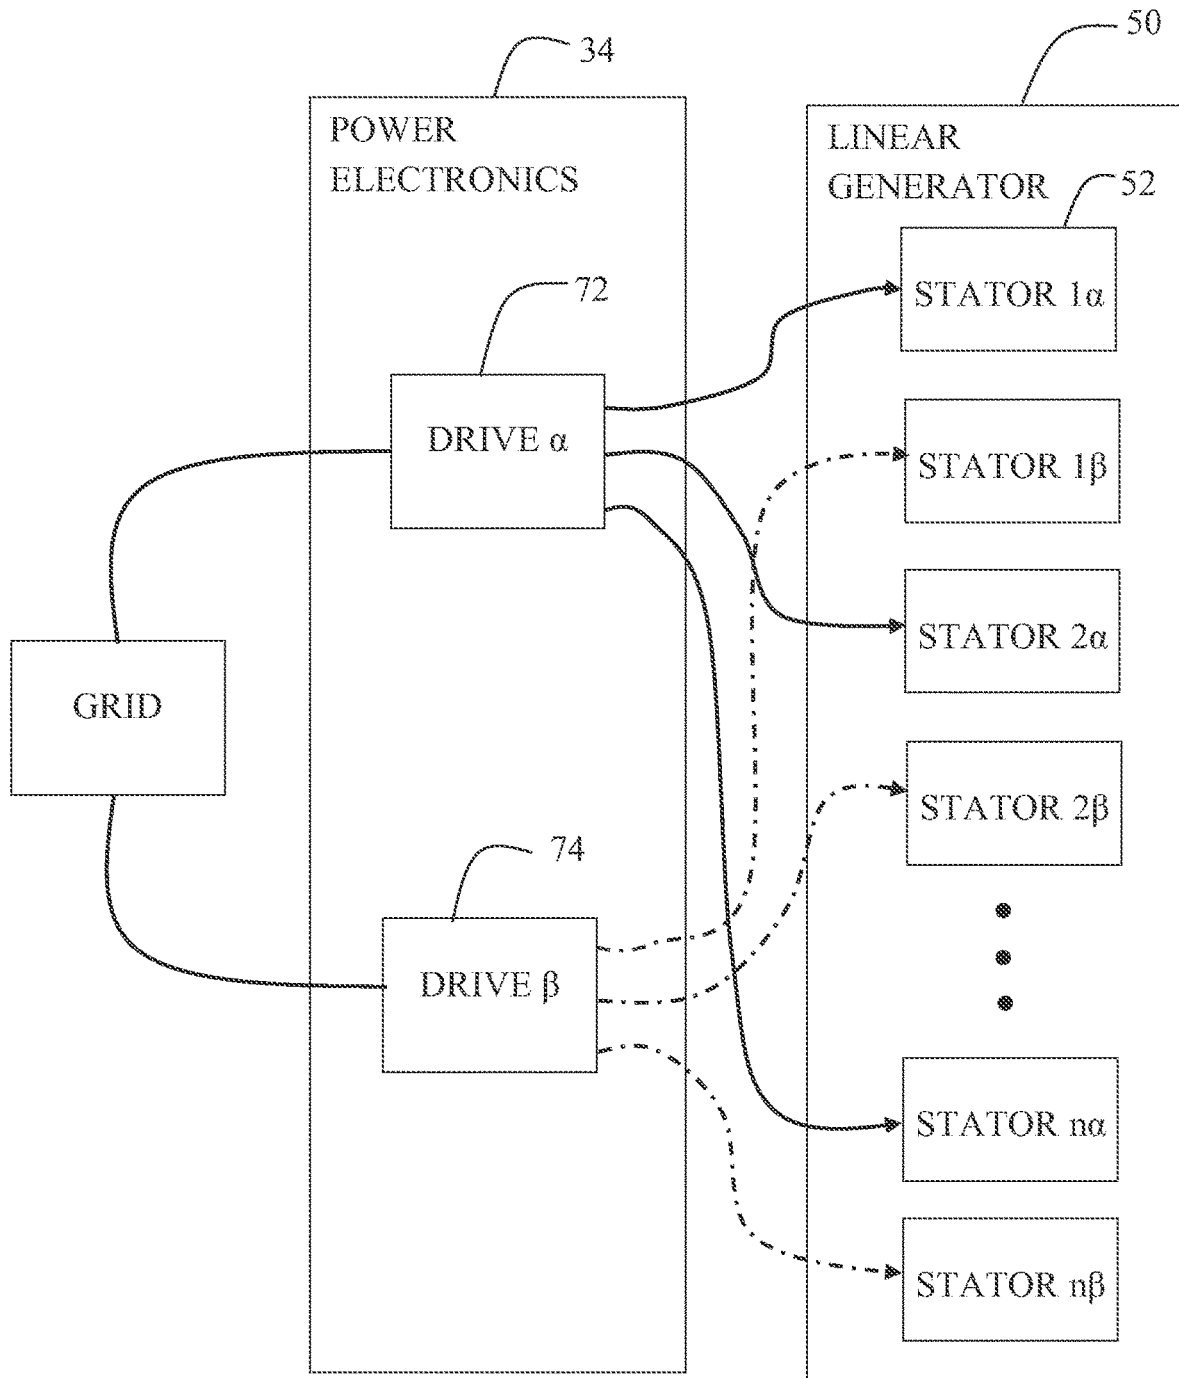 50
34
POWER
ELECTRONICS
LINEAR
GENERATOR
52
72
STATOR 1α
DRIVE α
STATOR 1β
STATOR 2α
GRID
STATOR 2β
74
DRIVE β
STATOR nα
STATOR nβ